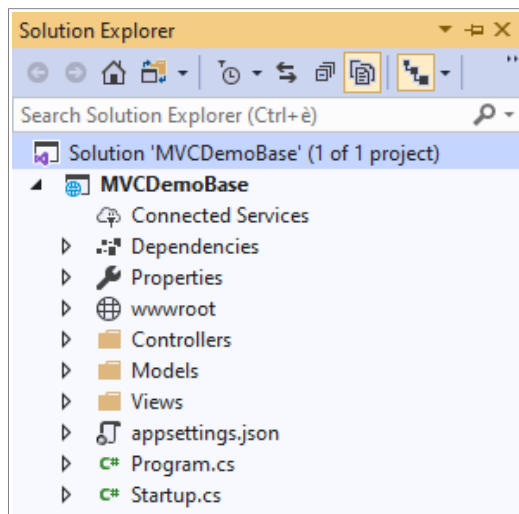 Solution Explorer
Search Solution Explorer (Ctrl+è)
Solution 'MVCDemoBase' (1 of 1 project)
MVCDemoBase
Connected Services
Dependencies
Properties
wwwroot
Controllers
Models
Views
appsettings.json
C# Program.cs
C# Startup.cs